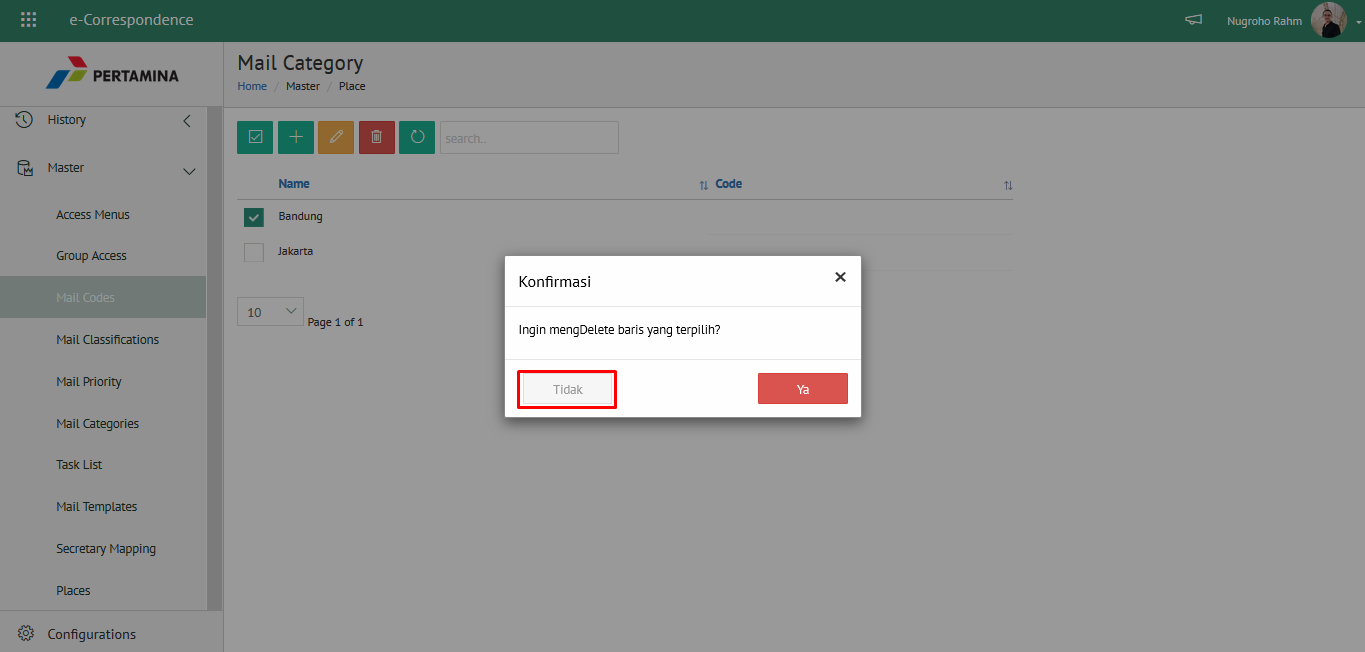 e-Correspondence
Nugroho Rahm
PERTAMINA
Mail Category
Home / Master / Place
History
Master
Access Menus
Group Access
Mail Codes
Mail Classifications
Mail Priority
Mail Categories
Task List
Mail Templates
Secretary Mapping
Places
Configurations
search..
Name Code
Bandung
Jakarta
10 Page 1 of 1
Konfirmasi
Ingin mengDelete baris yang terpilih?
Tidak Ya